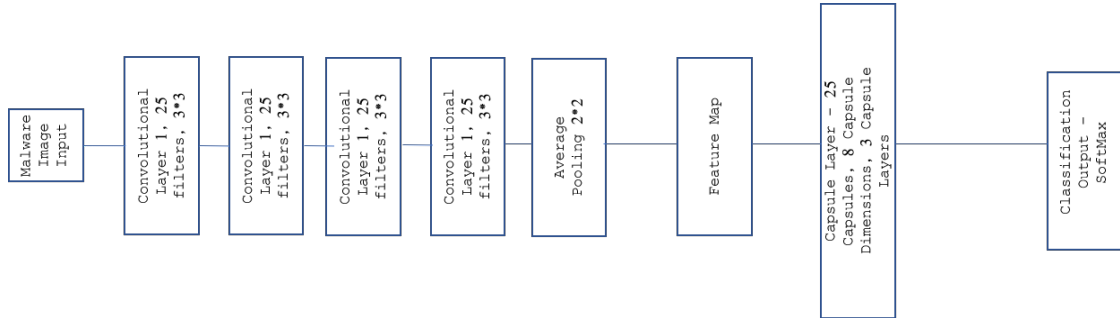 Malware
Image
Input
Convolutional
Layer 1, 25
filters, 3*3
Convolutional
Layer 1, 25
filters, 3*3
Convolutional
Layer 1, 25
filters, 3*3
Convolutional
Layer 1, 25
filters, 3*3
Average
Pooling 2*2
Feature Map
Capsule Layer – 25
Capsules, 8 Capsule
Dimensions, 3 Capsule
Layers
Classification
Output –
SoftMax